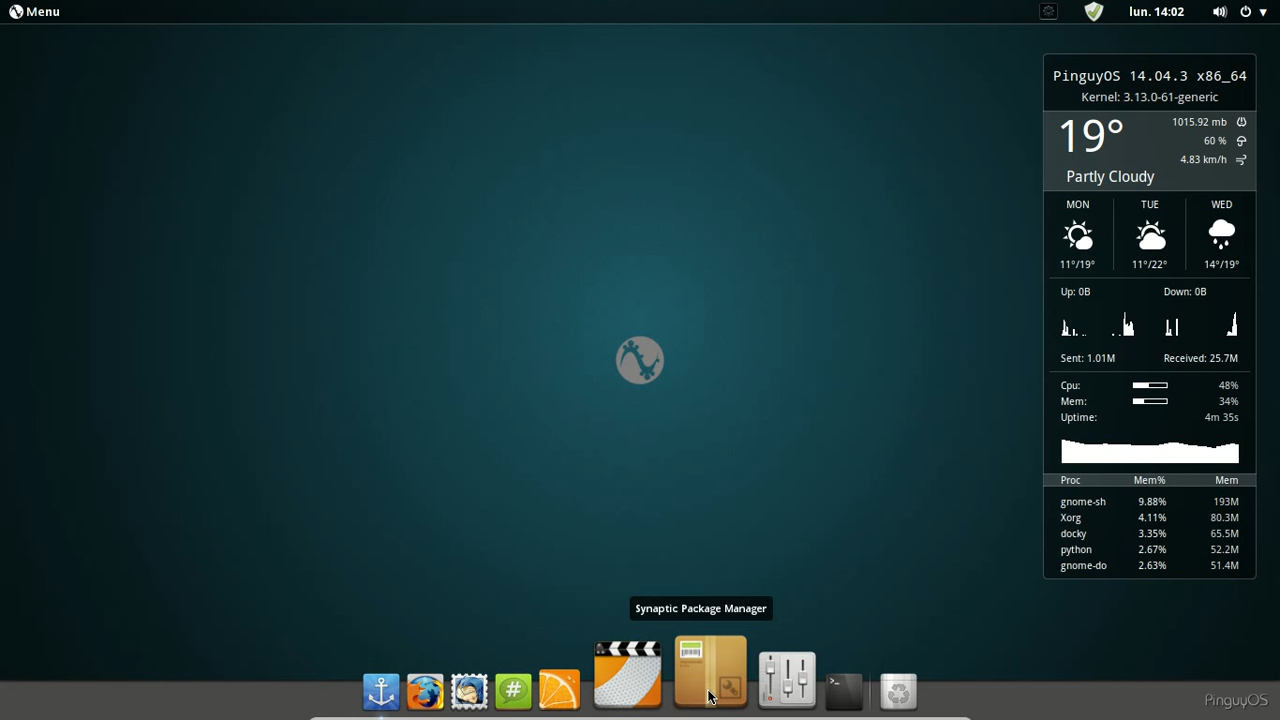 Menu
lun. 14:02
PinguyOS 14.04.3 x86_64
Kernel: 3.13.0-61-generic
19°
1015.92 mb
60 %
4.83 km/h
Partly Cloudy
MON TUE WED
11°/19° 11°/22° 14°/19°
Up: 0B Down: 0B
Sent: 1.01M Received: 25.7M
Cpu: 48%
Mem: 34%
Uptime: 4m 35s
Proc Mem% Mem
gnome-sh 9.88% 193M
Xorg 4.11% 80.3M
docky 3.35% 65.5M
python 2.67% 52.2M
gnome-do 2.63% 51.4M
Synaptic Package Manager
#
>_
PinguyOS